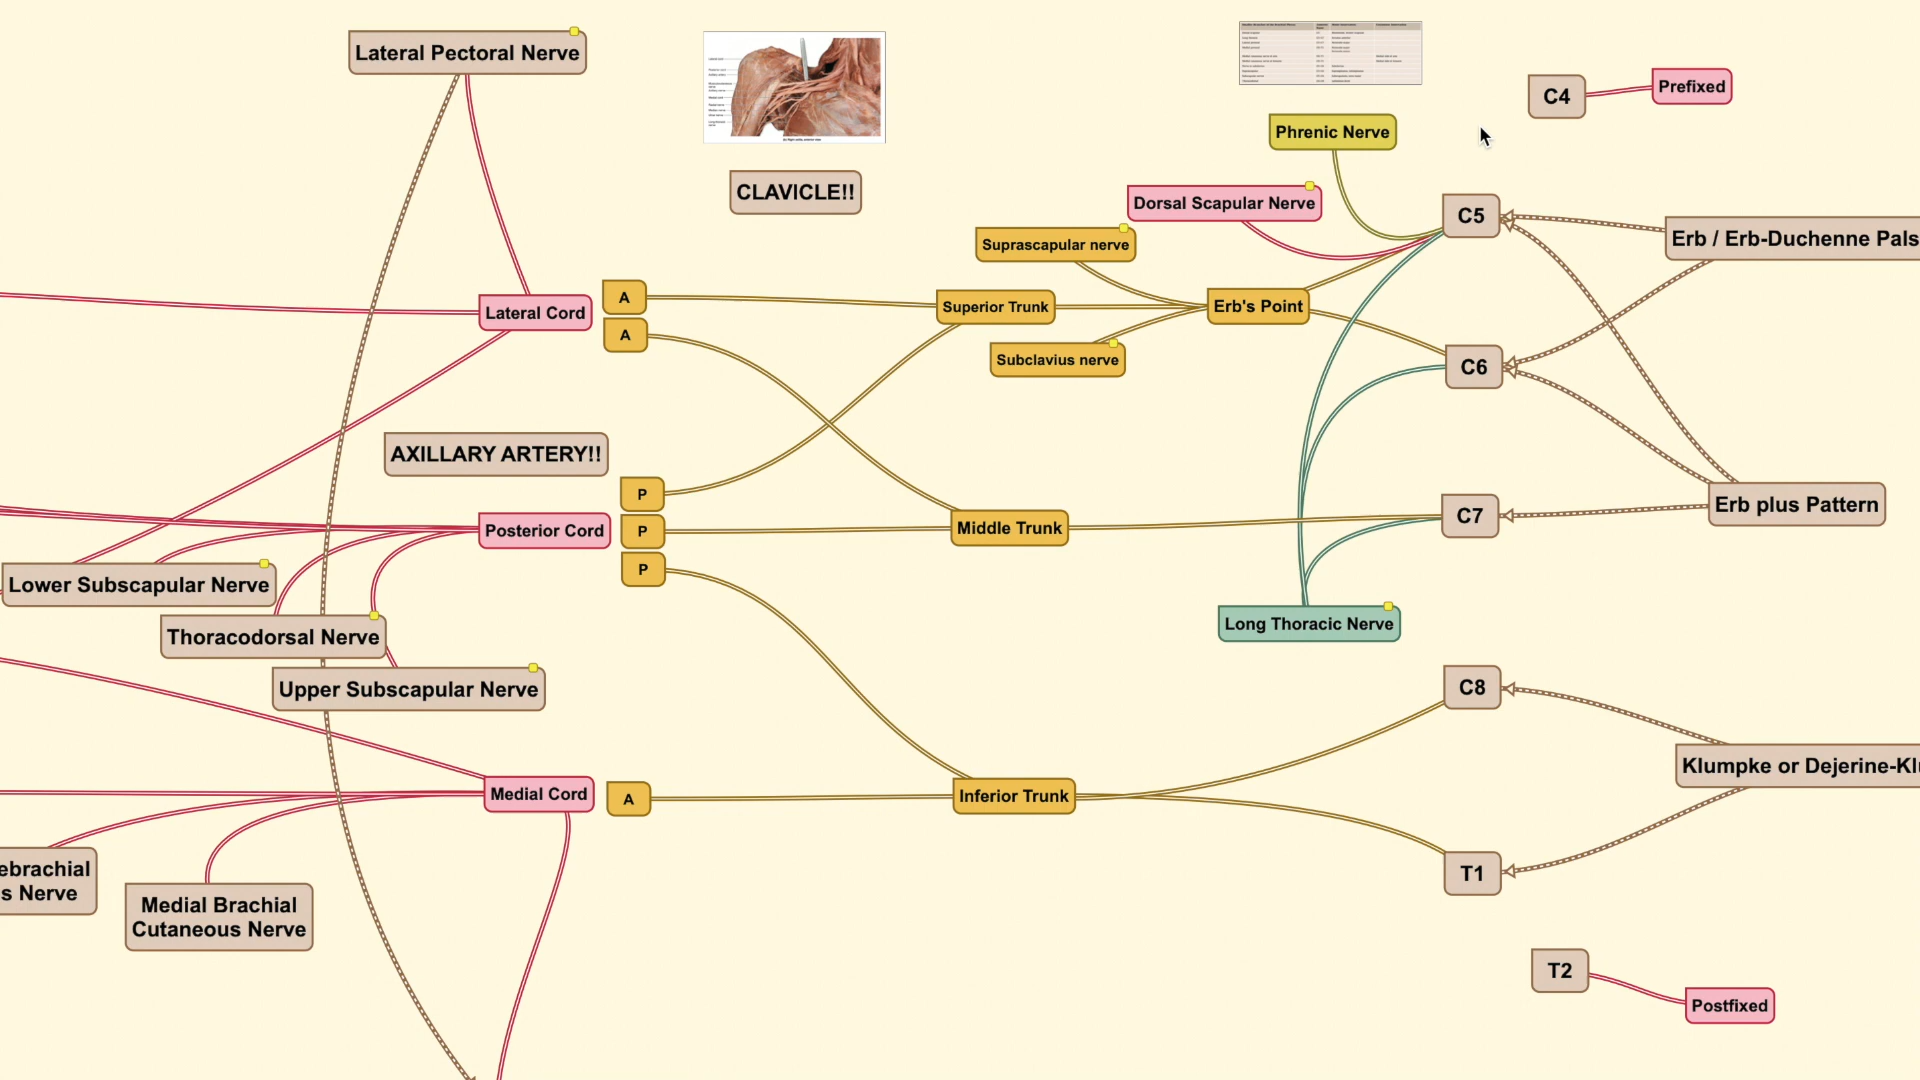 Lateral Pectoral Nerve
C4
Prefixed
Phrenic Nerve
CLAVICLE!!
Dorsal Scapular Nerve
C5
Suprascapular nerve
Erb / Erb-Duchenne Pals
A
Lateral Cord
Superior Trunk
Erb's Point
A
Subclavius nerve
C6
AXILLARY ARTERY!!
P
Erb plus Pattern
Posterior Cord
P
Middle Trunk
C7
P
Lower Subscapular Nerve
Long Thoracic Nerve
Thoracodorsal Nerve
Upper Subscapular Nerve
C8
Klumpke or Dejerine-Klu
Medial Cord
A
Inferior Trunk
ebrachial
s Nerve
T1
Medial Brachial
Cutaneous Nerve
T2
Postfixed